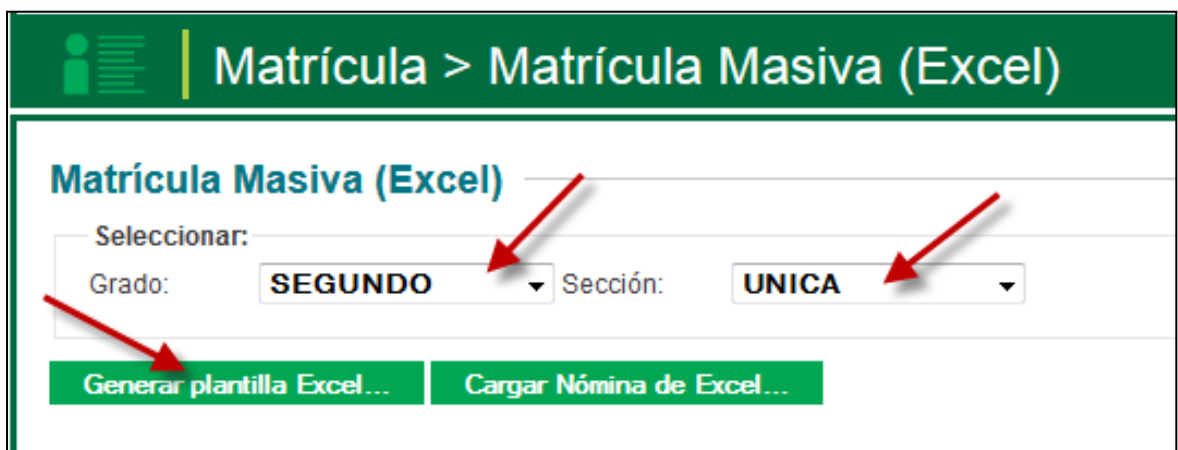 Matrícula > Matrícula Masiva (Excel)
Matrícula Masiva (Excel)
Seleccionar:
Grado: SEGUNDO Sección: UNICA
Generar plantilla Excel... Cargar Nómina de Excel...